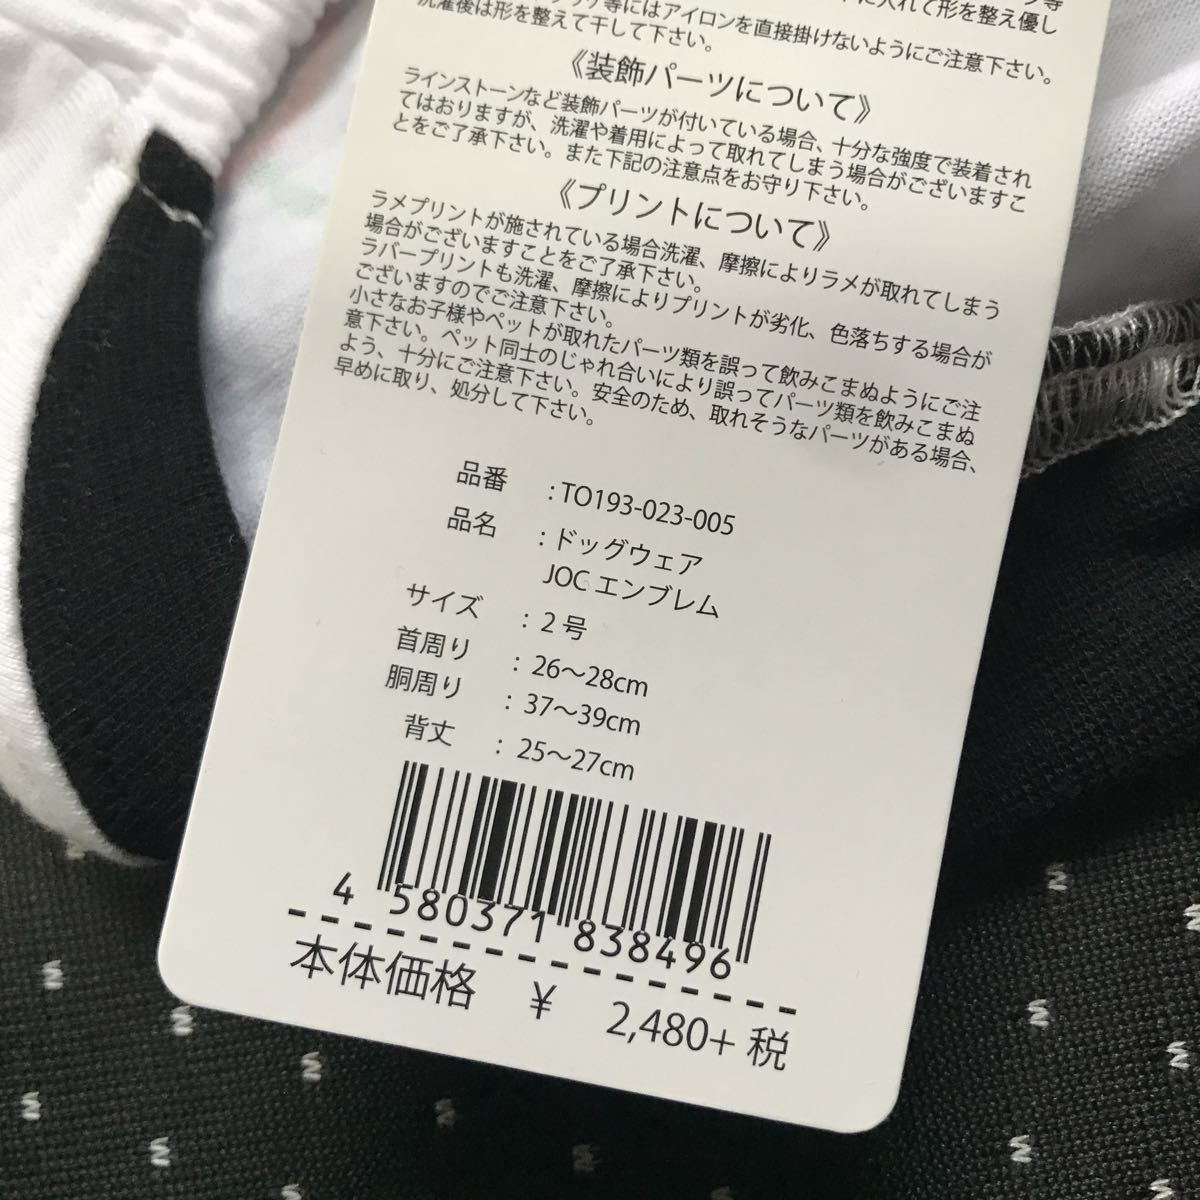 に入れて形を整え優し
等にはアイロンを直接掛けないようにご注意下さい。
洗濯後は形を整えて干して下さい。
《装飾パーツについて》
ラインストーンなど装飾パーツが付いている場合、十分な強度で装着され
てはおりますが、洗濯や着用によって取れてしまう場合がございますこ
とをご了承下さい。また下記の注意点をお守り下さい。
《プリントについて》
ラメプリントが施されている場合洗濯、摩擦によりラメが取れてしまう
場合がございますことをご了承下さい。
ラバープリントも洗濯、摩擦によりプリントが劣化、色落ちする場合が
ございますのでご注意下さい。
小さなお子様やペットが取れたパーツ類を誤って飲みこまぬようにご注
意下さい。ペット同士のじゃれ合いにより誤ってパーツ類を飲みこまぬ
よう、十分にご注意下さい。安全のため、取れそうなパーツがある場合、
早めに取り、処分して下さい。
品番 : TO193-023-005
品名 : ドッグウェア
JOC エンブレム
サイズ : 2 号
首周り : 26〜28cm
胴周り : 37〜39cm
背丈 : 25〜27cm
4 580371 838496
本体価格 ¥ 2,480+ 税